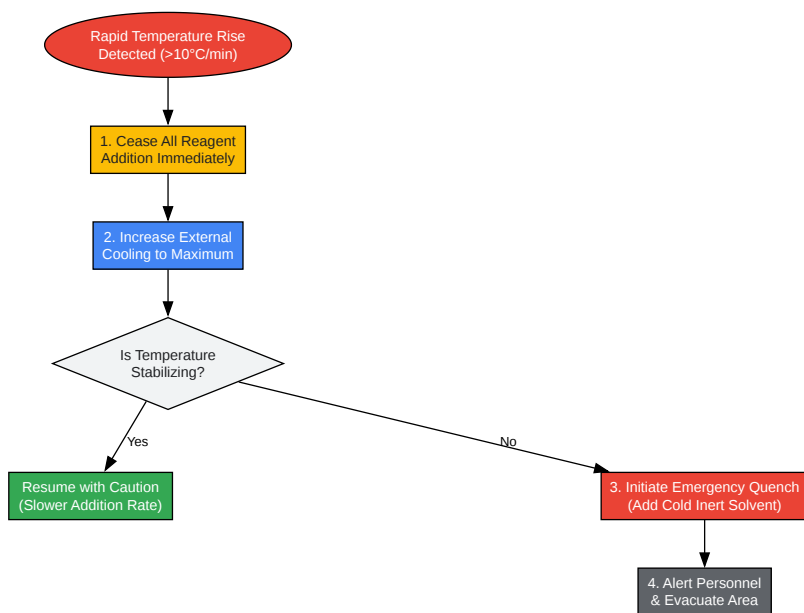 Rapid Temperature Rise
Detected (>10°C/min)
1. Cease All Reagent
Addition Immediately
2. Increase External
Cooling to Maximum
Is Temperature
Stabilizing?
Yes
No
Resume with Caution
(Slower Addition Rate)
3. Initiate Emergency Quench
(Add Cold Inert Solvent)
4. Alert Personnel
& Evacuate Area